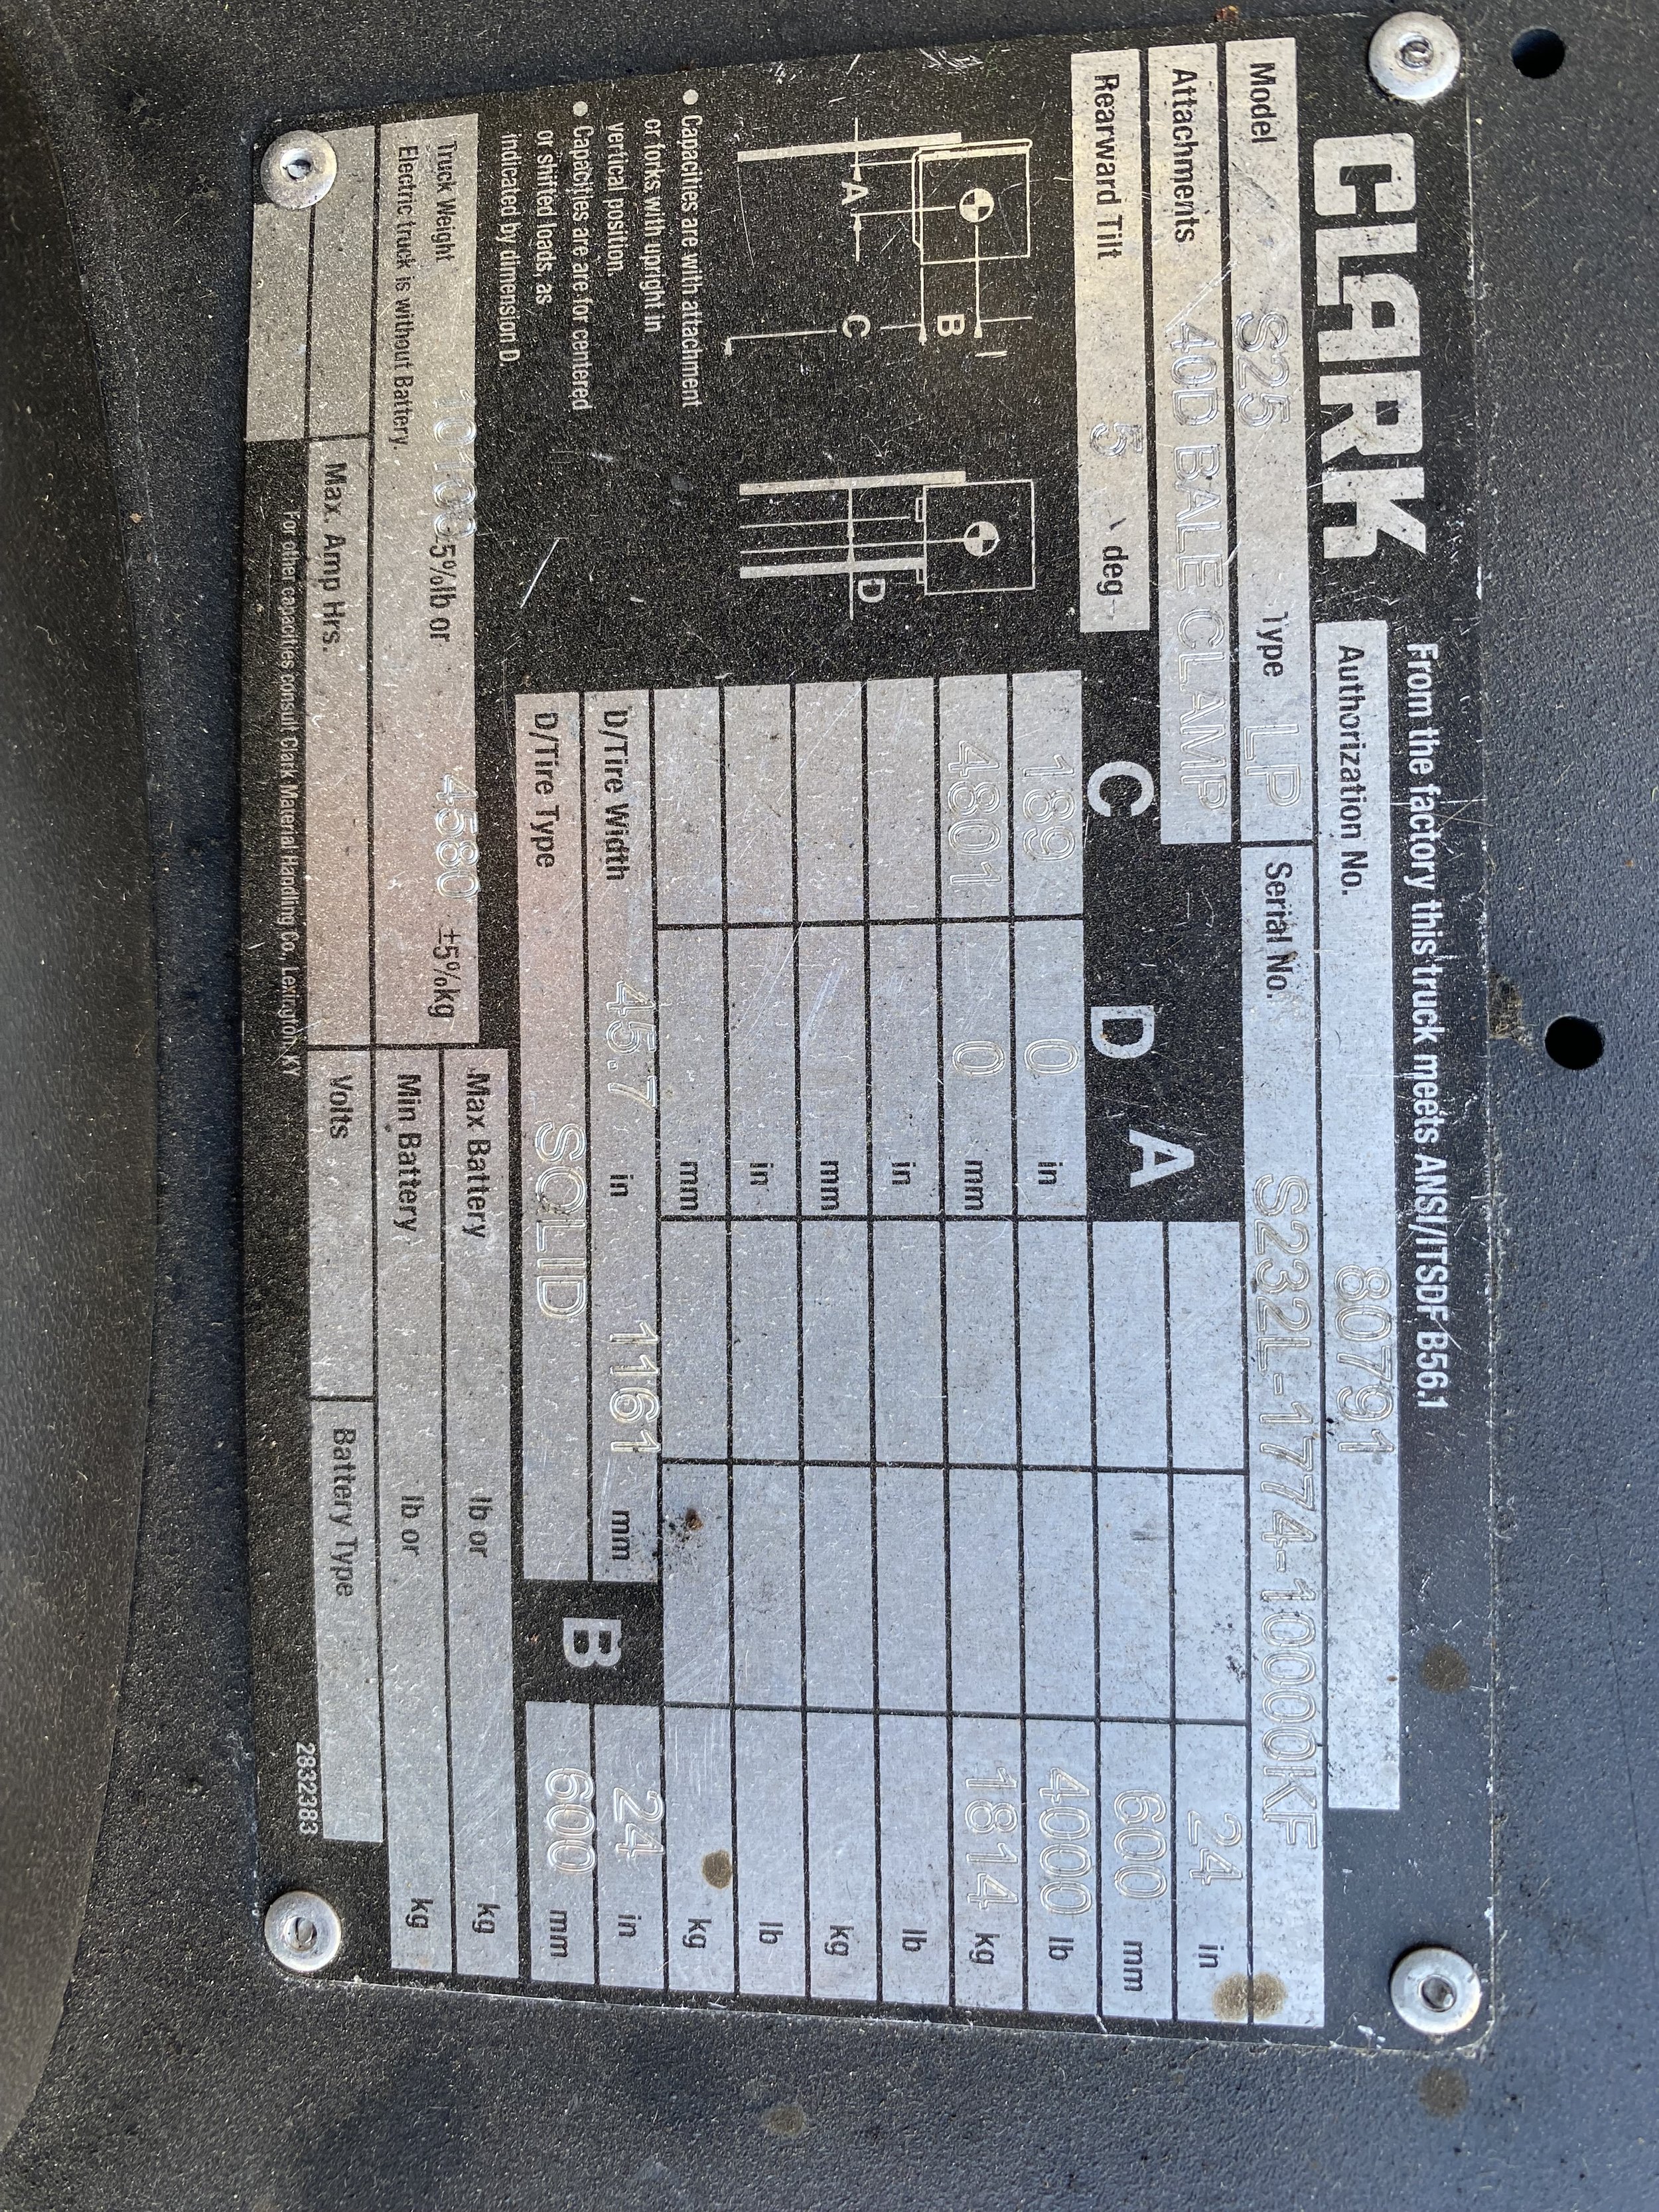 CLARK
From the factory this truck meets ANSI/ITSDF B56.1
Authorization No. 80791
Model S25 Type LP Serial No. S232L-1774-10000KF
Attachments 40D BALE CLAMP
Rearward Tilt 5 deg
A 24 in
600 mm
C D
189 0 in 4000 lb
4801 0 mm 1814 kg
in lb
mm kg
in lb
mm kg
A B C
D
• Capacities are with attachment
or forks with upright in
vertical position.
• Capacities are are for centered
or shifted loads, as
indicated by dimension D.
D/Tire Width 45.7 in 1161 mm
D/Tire Type SOLID
B 24 in
600 mm
Truck Weight 10100 ±5%lb or 4580 ±5%kg
Electric truck is without Battery.
Max Battery lb or kg
Min Battery lb or kg
Max. Amp Hrs. Volts Battery Type
For other capacities consult Clark Material Handling Co., Lexington, KY
2832383